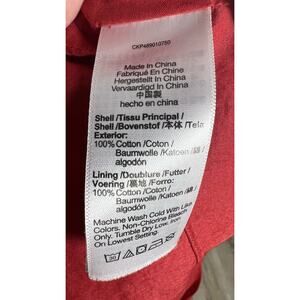 CKP489010750
Made in China
Fabriqué En Chine
Hergestellt In China
Vervaardigd In China
中国製
hecho en china
Shell /Tissu Principal /
Shell /Bovenstof /本体 /Tela
Exterior:
100% Cotton /Coton /
Baumwolle /Katoen /綿 /
algodón
Lining /Doublure /Futter /
Voering /裏地 /Forro:
100% Cotton /Coton /
Baumwolle /Katoen /綿 /
algodón
Machine Wash Cold With Like
Colors. Non-Chlorine Bleach
Only. Tumble Dry Low. Iron
On Lowest Setting.